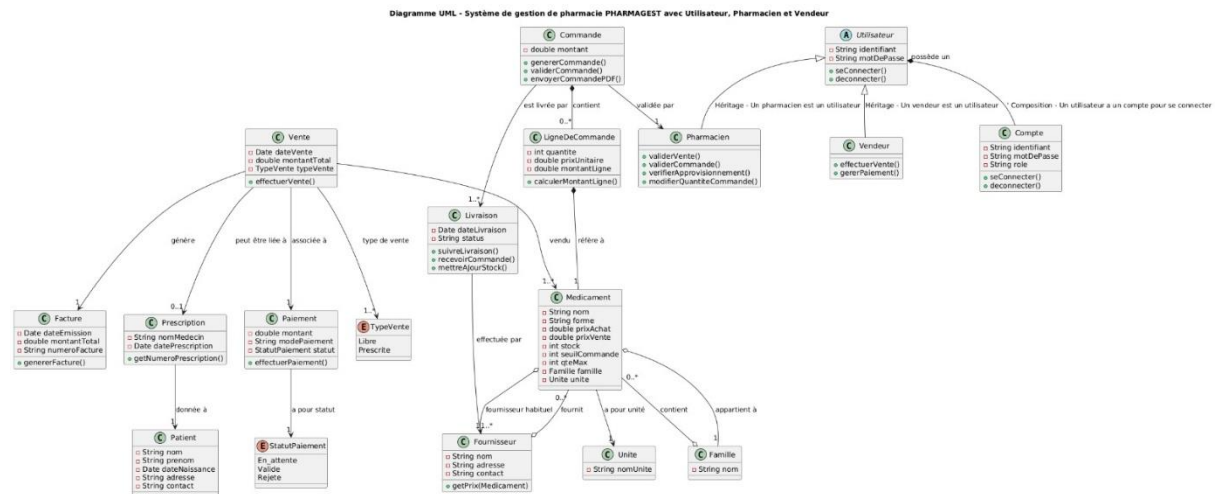 Diagramme UML - Système de gestion de pharmacie PHARMAGEST avec Utilisateur, Pharmacien et Vendeur
C Commande
double montant
genererCommande()
validerCommande()
envoyerCommandePDF()
A Utilisateur
String identifiant
String motDePasse
seConnecter()
deconnecter()
possède un
est livrée par
contient
validée par
Héritage - Un pharmacien est un utilisateur
Héritage - Un vendeur est un utilisateur
" Composition - Un utilisateur a un compte pour se connecter
0..*
1
C Vente
Date dateVente
double montantTotal
TypeVente typeVente
effectuerVente()
C LigneDeCommande
int quantite
double prixUnitaire
double montantLigne
calculerMontantLigne()
C Pharmacien
validerVente()
validerCommande()
verifierApprovisionnement()
modifierQuantiteCommande()
C Vendeur
effectuerVente()
gererPaiement()
C Compte
String identifiant
String motDePasse
String role
seConnecter()
deconnecter()
1..*
C Livraison
Date dateLivraison
String status
suivreLivraison()
recevoirCommande()
mettreAjourStock()
génére
peut être liée à
associée à
type de vente
vendu
réfère à
1
0..1
1
1..*
1..*
1
C Facture
Date dateEmission
double montantTotal
String numeroFacture
genererFacture()
C Prescription
String nomMedecin
Date datePrescription
getNumeroPrescription()
C Paiement
double montant
String modePaiement
StatutPaiement statut
effectuerPaiement()
E TypeVente
Libre
Prescrite
C Medicament
String nom
String forme
double prixAchat
double prixVente
int stock
int seuilCommande
int qteMax
Famille famille
Unite unite
effectuée par
donnée à
a pour statut
0..*
0..*
fournisseur habituel
fournit
a pour unité
contient
appartient à
1
1
1
1..*
1
1
C Patient
String nom
String prenom
Date dateNaissance
String adresse
String contact
E StatutPaiement
En_attente
Valide
Rejete
C Fournisseur
String nom
String adresse
String contact
getPrix(Medicament)
C Unite
String nomUnite
C Famille
String nom